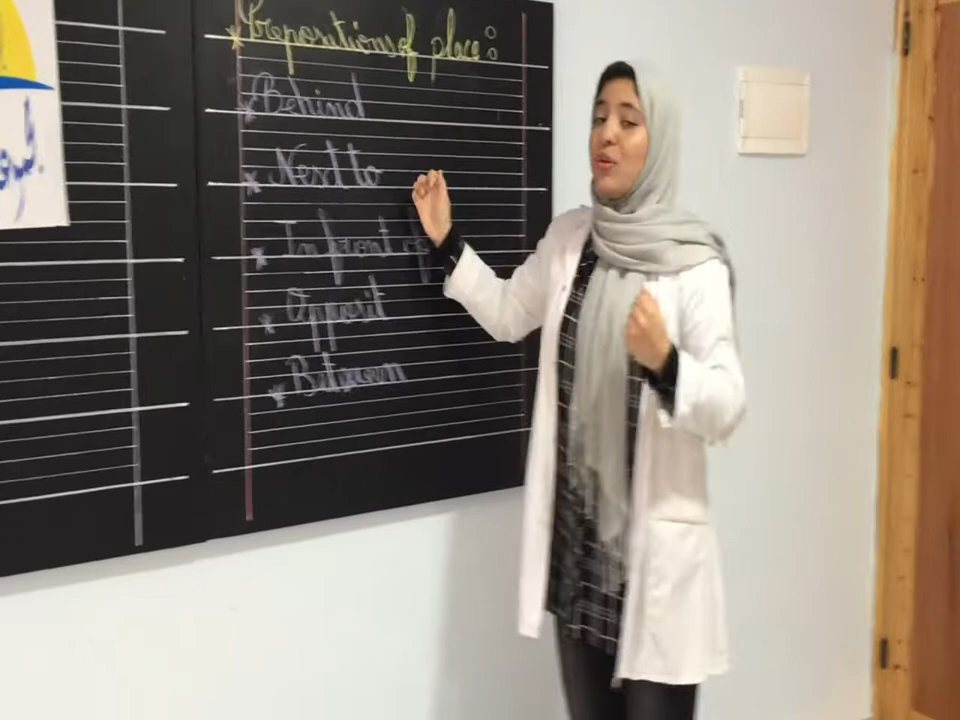 Prepositions of place:
* Behind
* Next to
* In front of
* Opposit
* Between